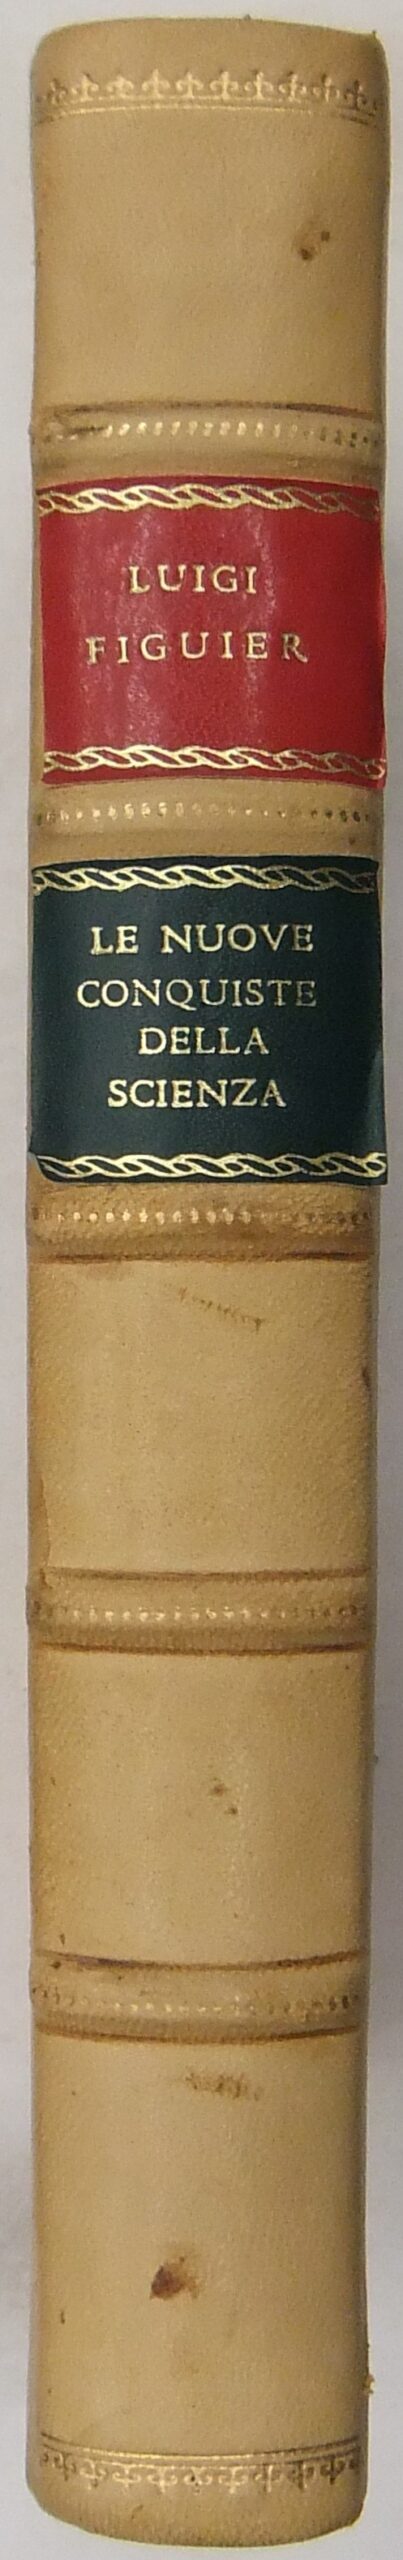 LUIGI
FIGUIER
LE NUOVE
CONQUISTE
DELLA
SCIENZA